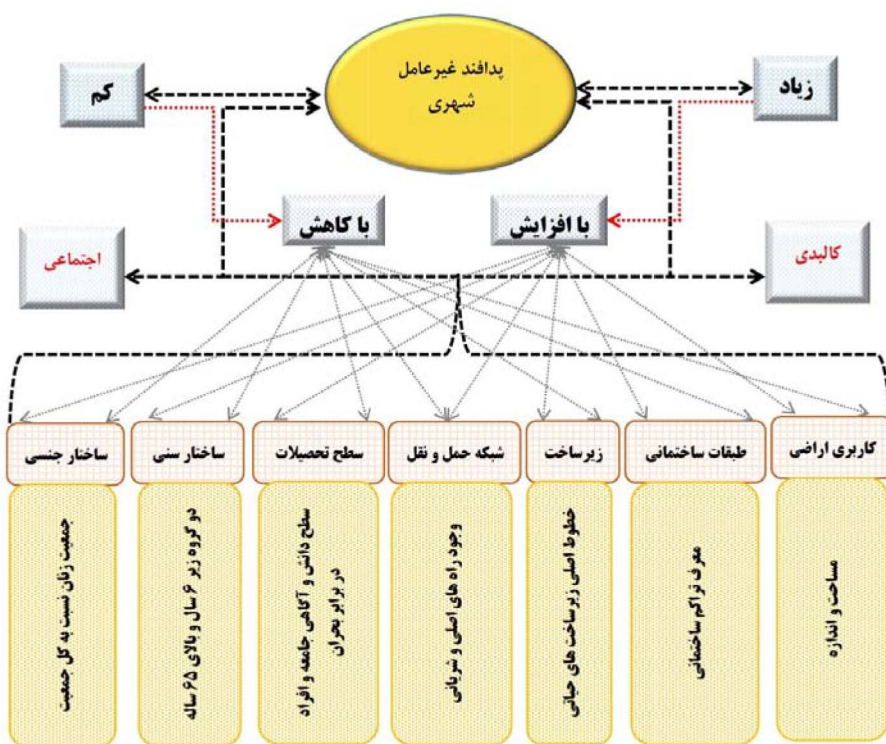 پدافند غیرعامل
شهری
زیاد
کم
با افزایش
با کاهش
کالبدی
اجتماعی
کاربری اراضی
طبقات ساختمانی
زیرساخت
شبکه حمل و نقل
سطح تحصیلات
ساختار سنی
ساختار جنسی
مساحت و اندازه
معرف تراکم ساختمانی
خطوط اصلی زیرساخت های حیاتی
وجود راه های اصلی و شریانی
سطح دانش و آگاهی جامعه و افراد
در برابر بحران
دو گروه زیر ۶ سال و بالای ۶۵ ساله
جمعیت زنان نسبت به کل جمعیت